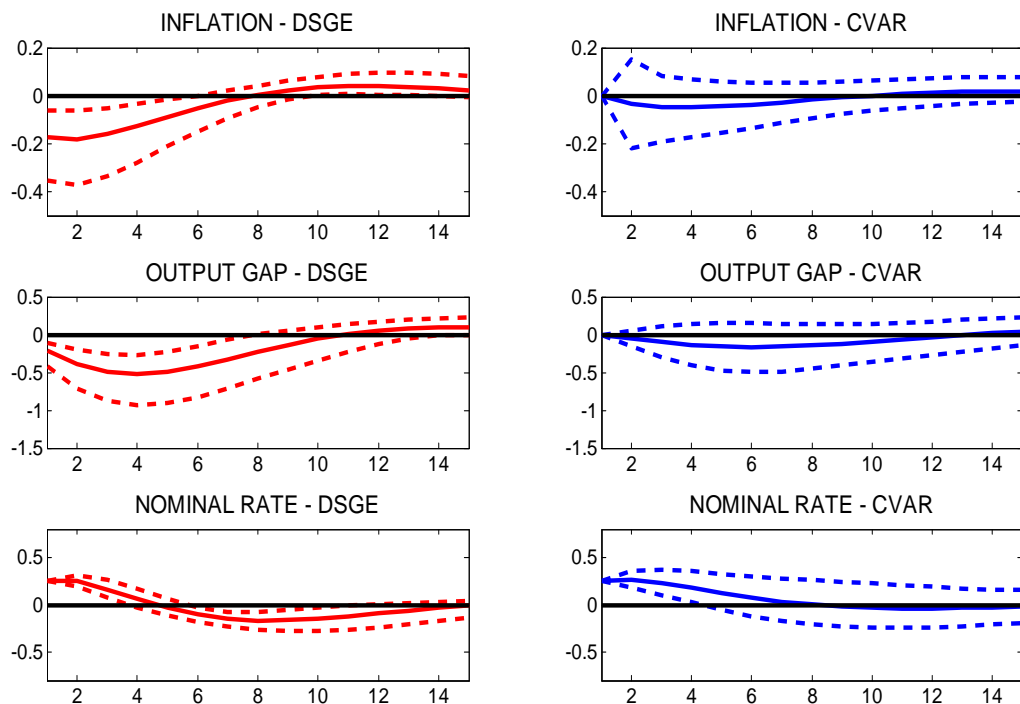 INFLATION - DSGE
0.2
0
-0.2
-0.4
2 4 6 8 10 12 14
INFLATION - CVAR
0.2
0
-0.2
-0.4
2 4 6 8 10 12 14
OUTPUT GAP - DSGE
0.5
0
-0.5
-1
-1.5
2 4 6 8 10 12 14
OUTPUT GAP - CVAR
0.5
0
-0.5
-1
-1.5
2 4 6 8 10 12 14
NOMINAL RATE - DSGE
0.5
0
-0.5
2 4 6 8 10 12 14
NOMINAL RATE - CVAR
0.5
0
-0.5
2 4 6 8 10 12 14